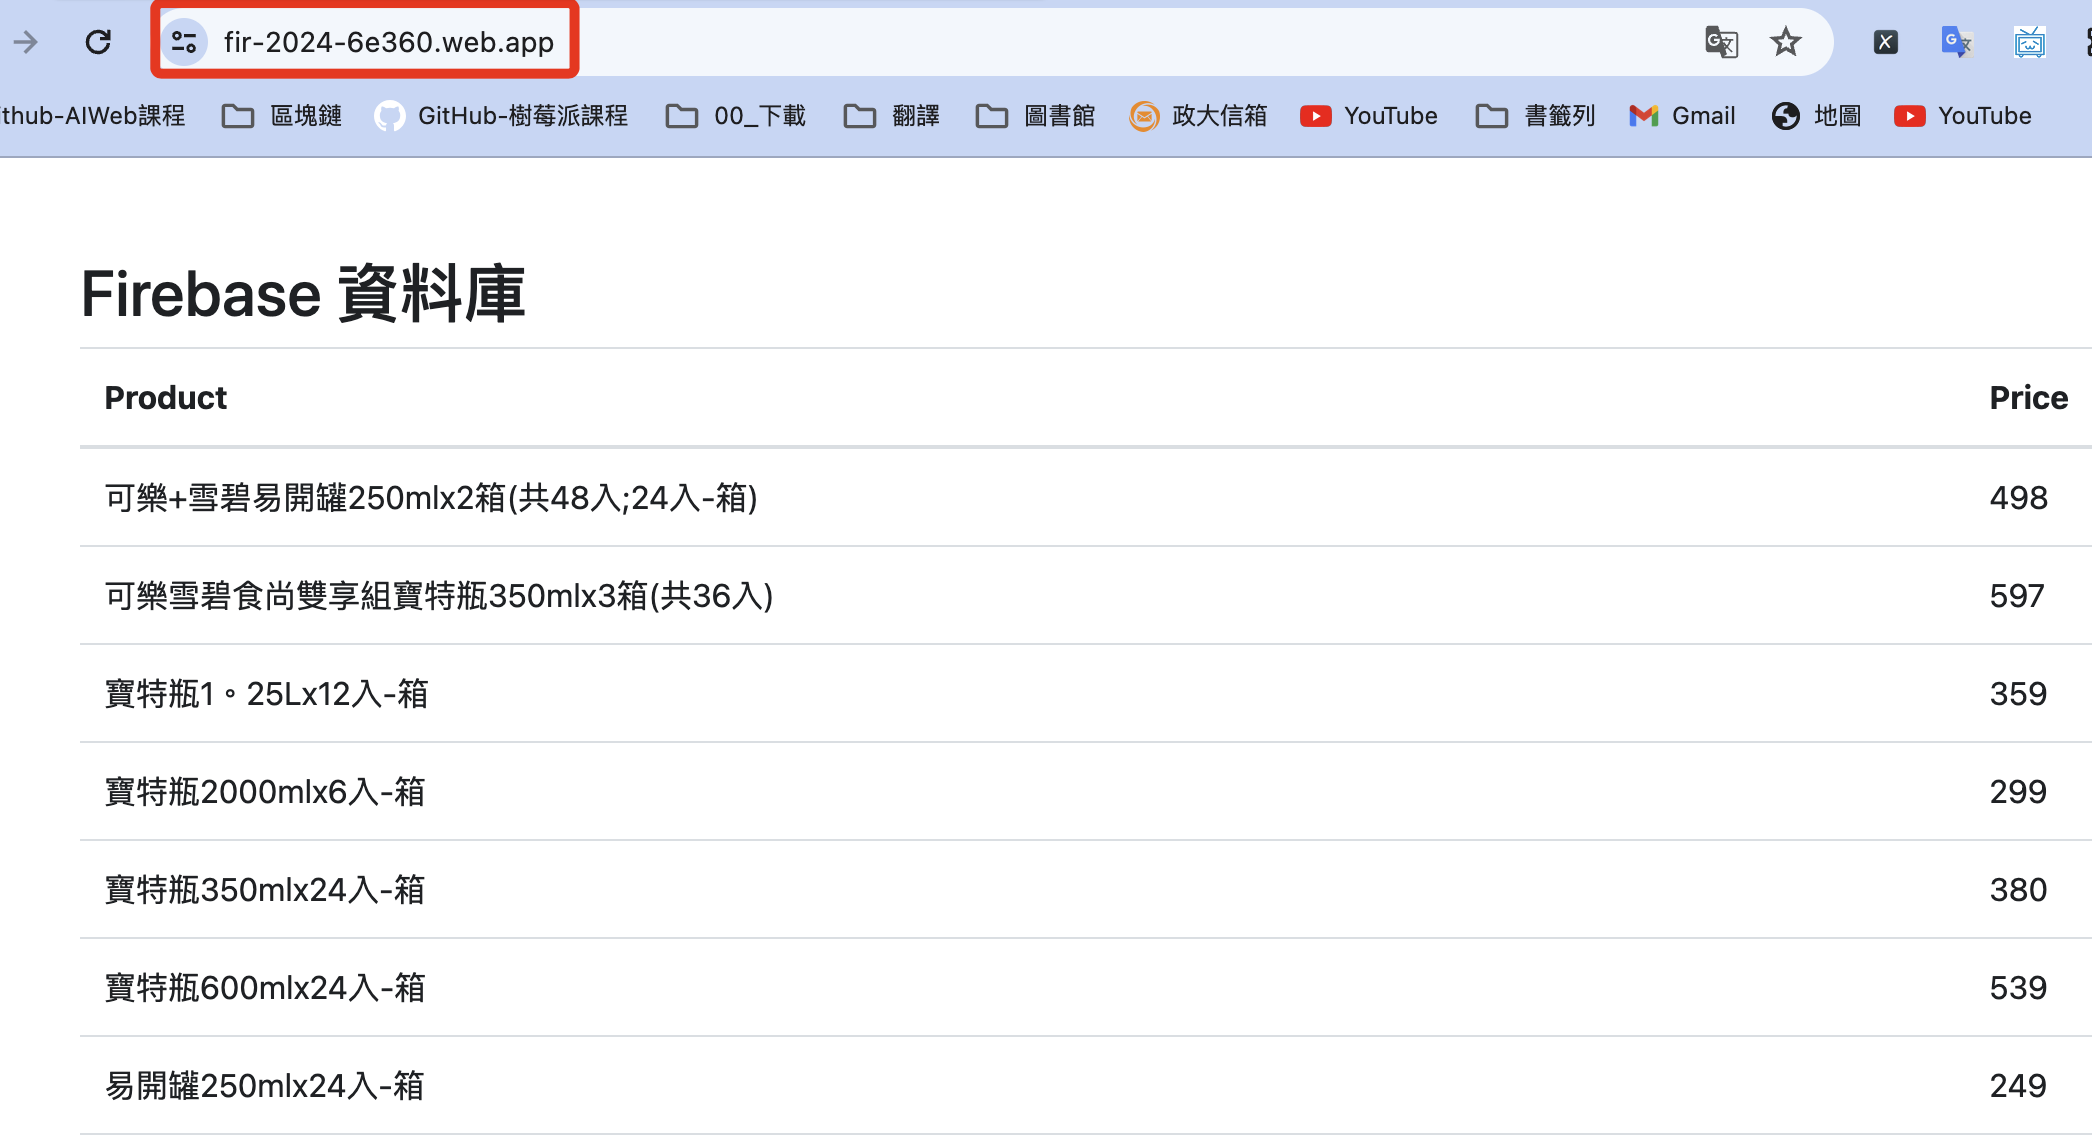 fir-2024-6e360.web.app
thub-AIWeb課程 區塊鏈 GitHub-樹莓派課程 00_下載 翻譯 圖書館 政大信箱 YouTube 書籤列 Gmail 地圖 YouTube
Firebase 資料庫
Product Price
可樂+雪碧易開罐250mlx2箱(共48入;24入-箱) 498
可樂雪碧食尚雙享組寶特瓶350mlx3箱(共36入) 597
寶特瓶1。25Lx12入-箱 359
寶特瓶2000mlx6入-箱 299
寶特瓶350mlx24入-箱 380
寶特瓶600mlx24入-箱 539
易開罐250mlx24入-箱 249